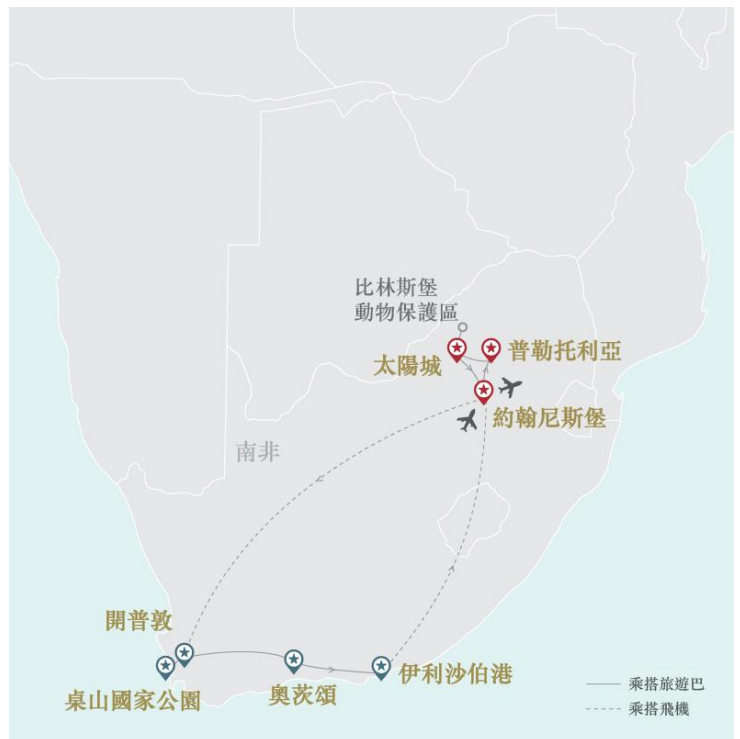 比林斯堡
動物保護區
太陽城
普勒托利亞
約翰尼斯堡
南非
開普敦
桌山國家公園
奧茨頌
伊利沙伯港
乘搭旅遊巴
乘搭飛機